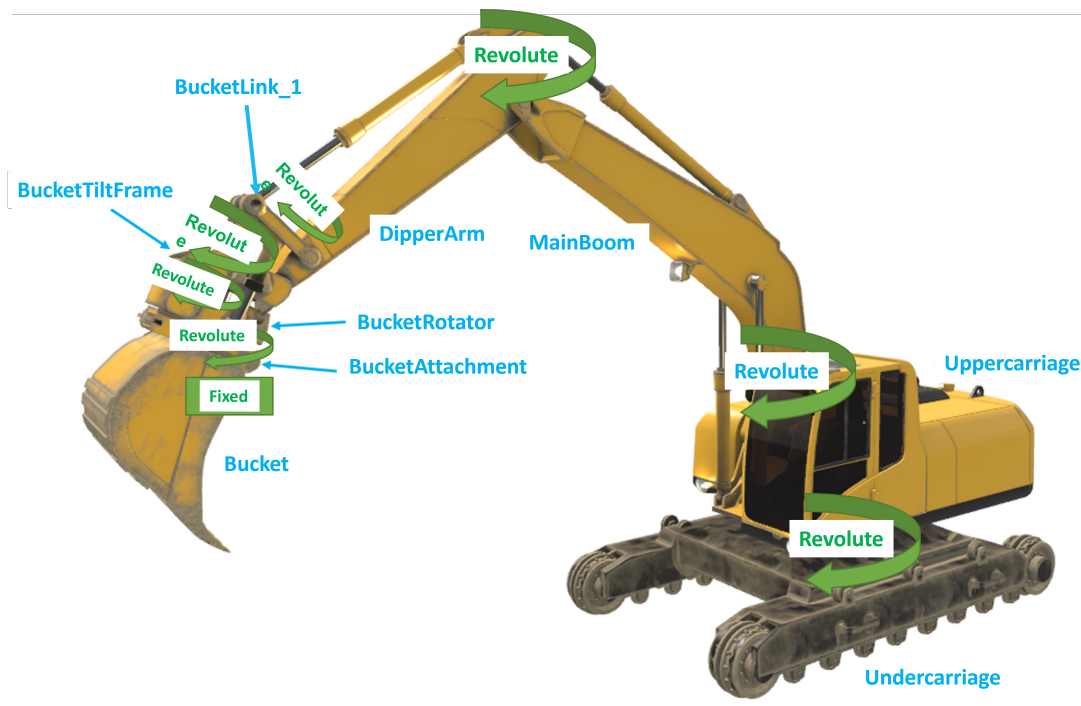 Revolute
BucketLink_1
Revolut
e
BucketTiltFrame
Revolut
e
DipperArm
MainBoom
Revolute
BucketRotator
Revolute
BucketAttachment
Revolute
Uppercarriage
Fixed
Bucket
Revolute
Undercarriage